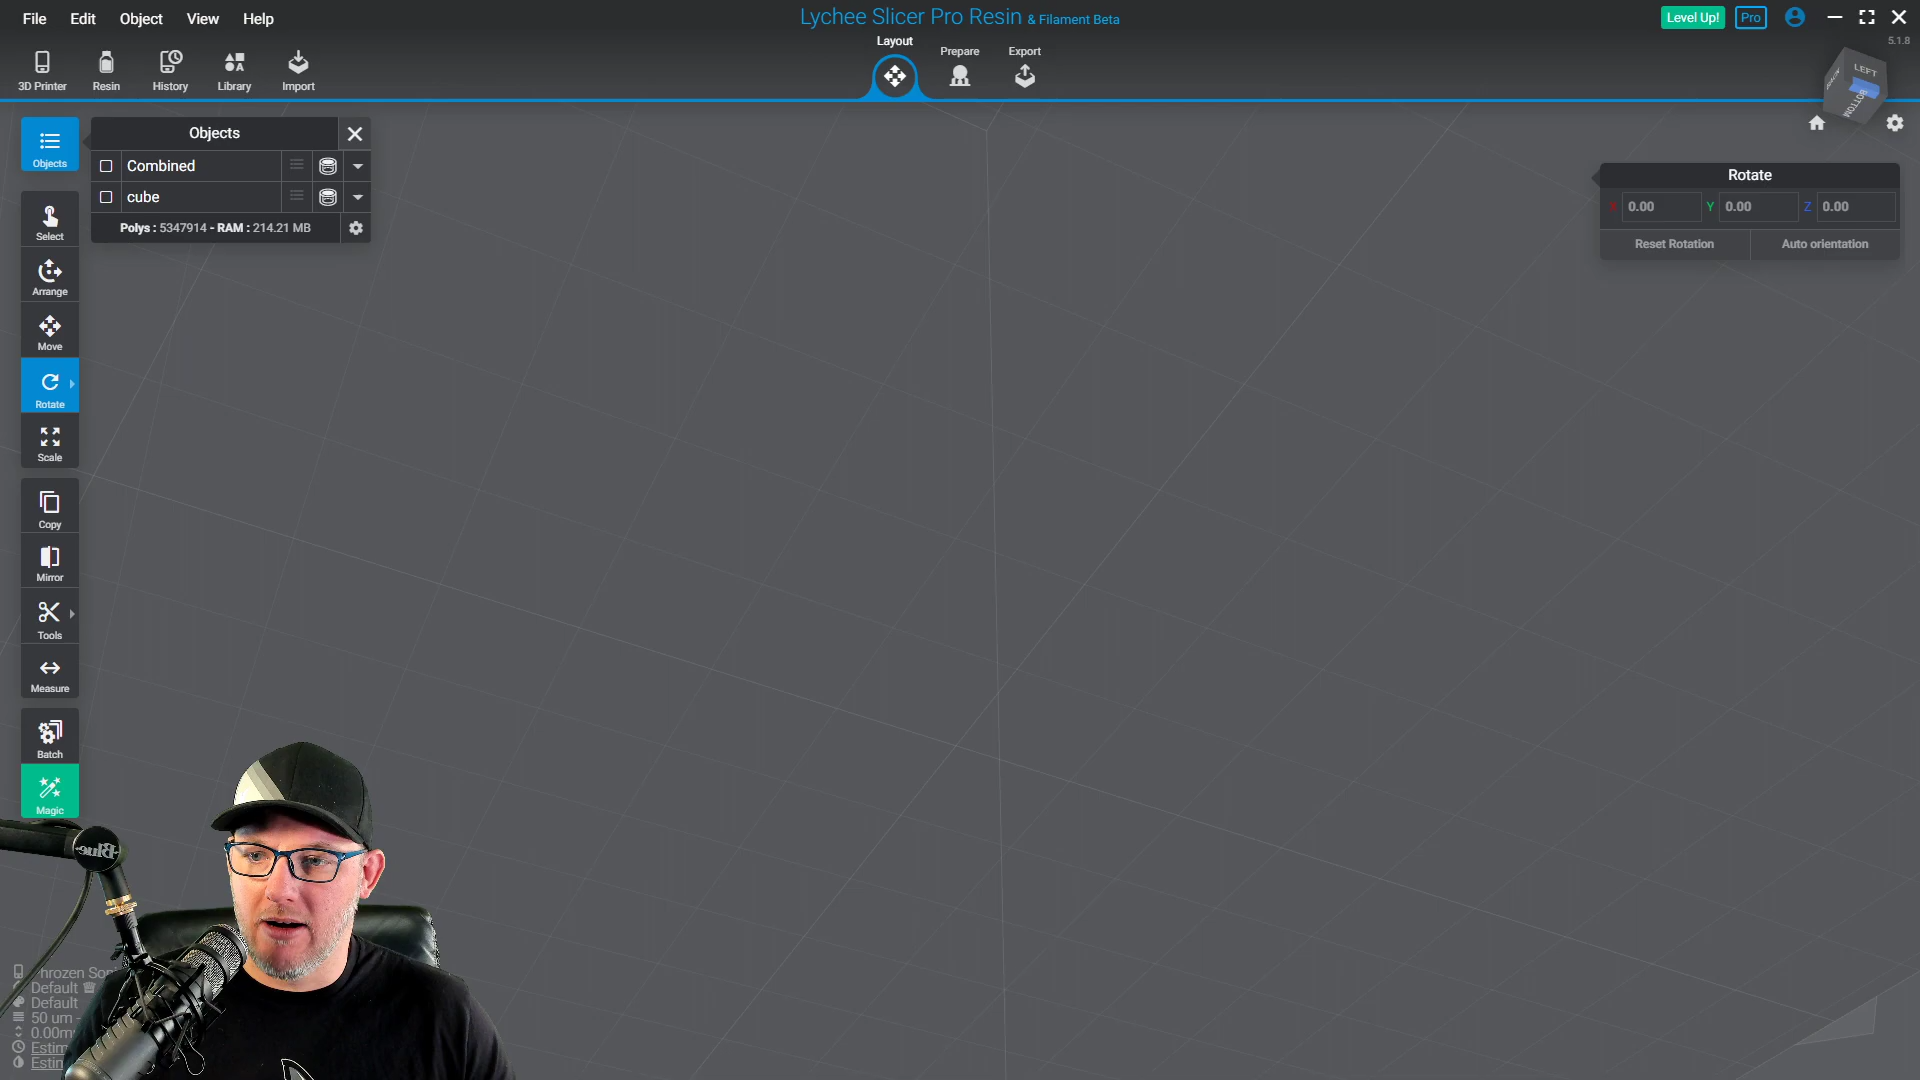 File Edit Object View Help
Lychee Slicer Pro Resin & Filament Beta
Level Up! Pro
5.1.8
3D Printer Resin History Library Import
Layout Prepare Export
LEFT
BOTTOM
Objects
Objects
Combined
cube
Polys : 5347914 - RAM : 214.21 MB
Rotate
X 0.00 Y 0.00 Z 0.00
Reset Rotation Auto orientation
Select
Arrange
Move
Rotate
Scale
Copy
Mirror
Tools
Measure
Batch
Magic
Blue
Default
Default
50 um -